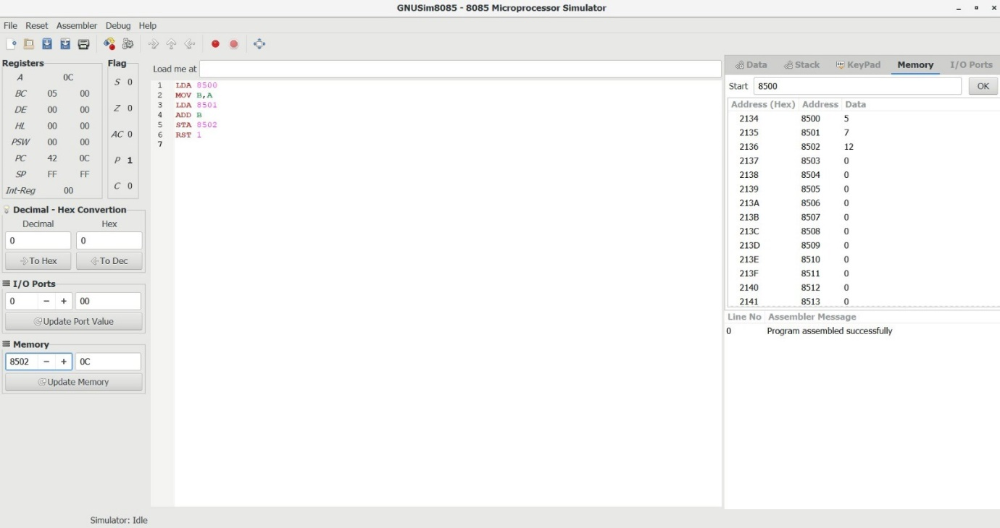 GNUSim8085 - 8085 Microprocessor Simulator
File Reset Assembler Debug Help
Registers
A 0C
BC 05 00
DE 00 00
HL 00 00
PSW 00 00
PC 42 0C
SP FF FF
Int-Reg 00
Flag
S 0
Z 0
AC 0
P 1
C 0
Decimal - Hex Convertion
Decimal Hex
0 0
To Hex To Dec
I/O Ports
0 − + 00
Update Port Value
Memory
8502 − + 0C
Update Memory
Load me at
1 LDA 8500
2 MOV B,A
3 LDA 8501
4 ADD B
5 STA 8502
6 RST 1
7
Data Stack KeyPad Memory I/O Ports
Start 8500 OK
Address (Hex) Address Data
2134 8500 5
2135 8501 7
2136 8502 12
2137 8503 0
2138 8504 0
2139 8505 0
213A 8506 0
213B 8507 0
213C 8508 0
213D 8509 0
213E 8510 0
213F 8511 0
2140 8512 0
2141 8513 0
Line No Assembler Message
0 Program assembled successfully
Simulator: Idle